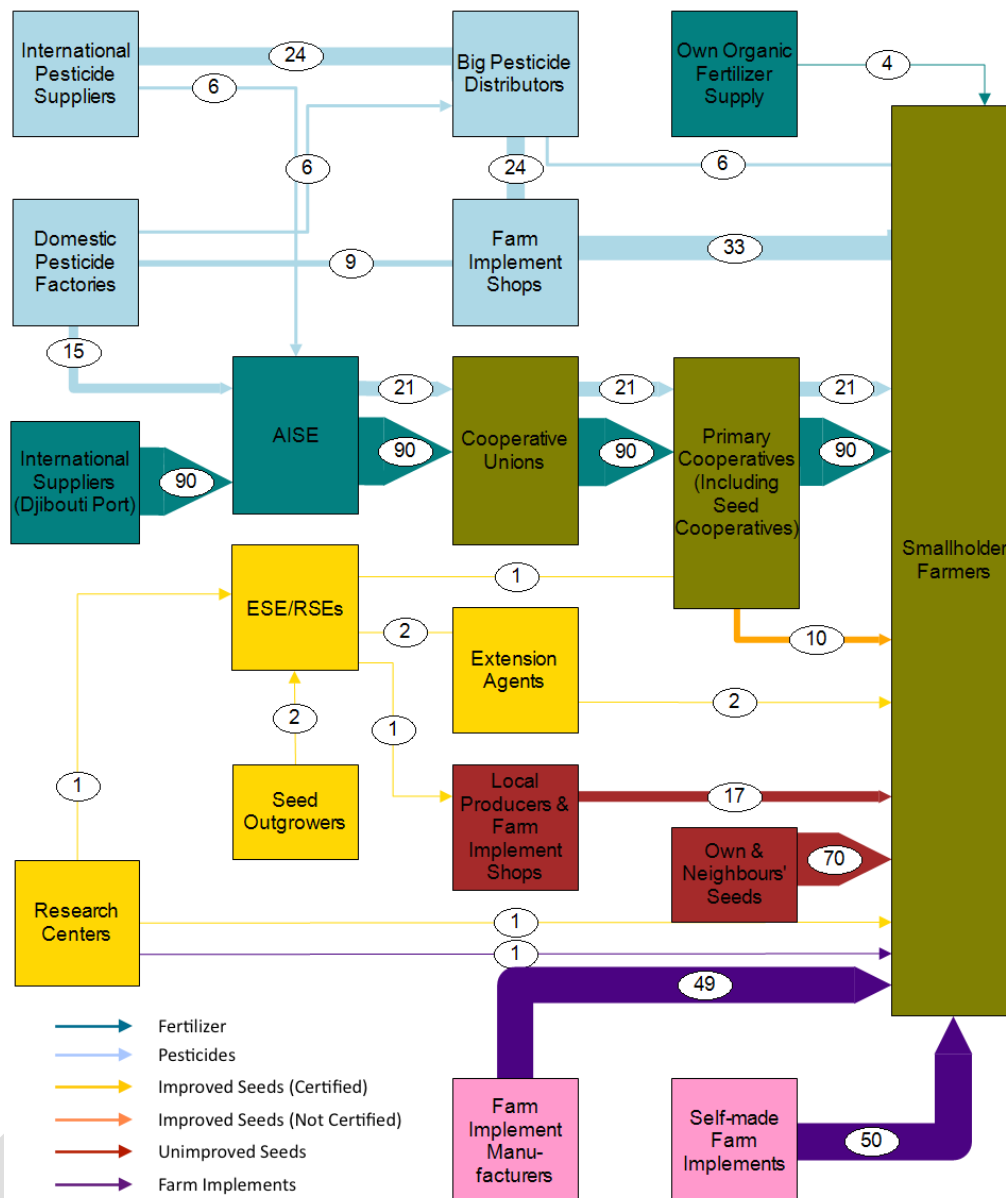 International
Pesticide
Suppliers
24
6
Big Pesticide
Distributors
Own Organic
Fertilizer
Supply
4
6
24
6
Domestic
Pesticide
Factories
9
Farm
Implement
Shops
33
15
AISE
21
90
Cooperative
Unions
21
90
Primary
Cooperatives
(Including
Seed
Cooperatives)
21
90
International
Suppliers
(Djibouti Port)
90
Smallholder
Farmers
ESE/RSEs
1
2
Extension
Agents
10
2
2
1
1
Seed
Outgrowers
Local
Producers &
Farm
Implement
Shops
17
Own &
Neighbours'
Seeds
70
Research
Centers
1
1
49
Fertilizer
Pesticides
Improved Seeds (Certified)
Improved Seeds (Not Certified)
Unimproved Seeds
Farm Implements
Farm
Implement
Manu-
facturers
Self-made
Farm
Implements
50